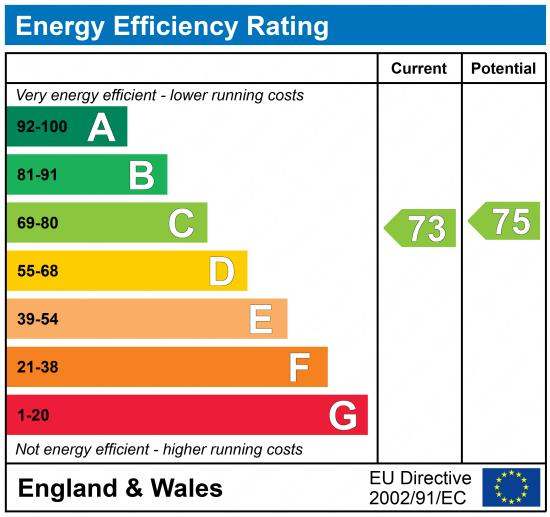 Energy Efficiency Rating
Current Potential
Very energy efficient - lower running costs
92-100 A
81-91 B
69-80 C 73 75
55-68 D
39-54 E
21-38 F
1-20 G
Not energy efficient - higher running costs
England & Wales
EU Directive
2002/91/EC